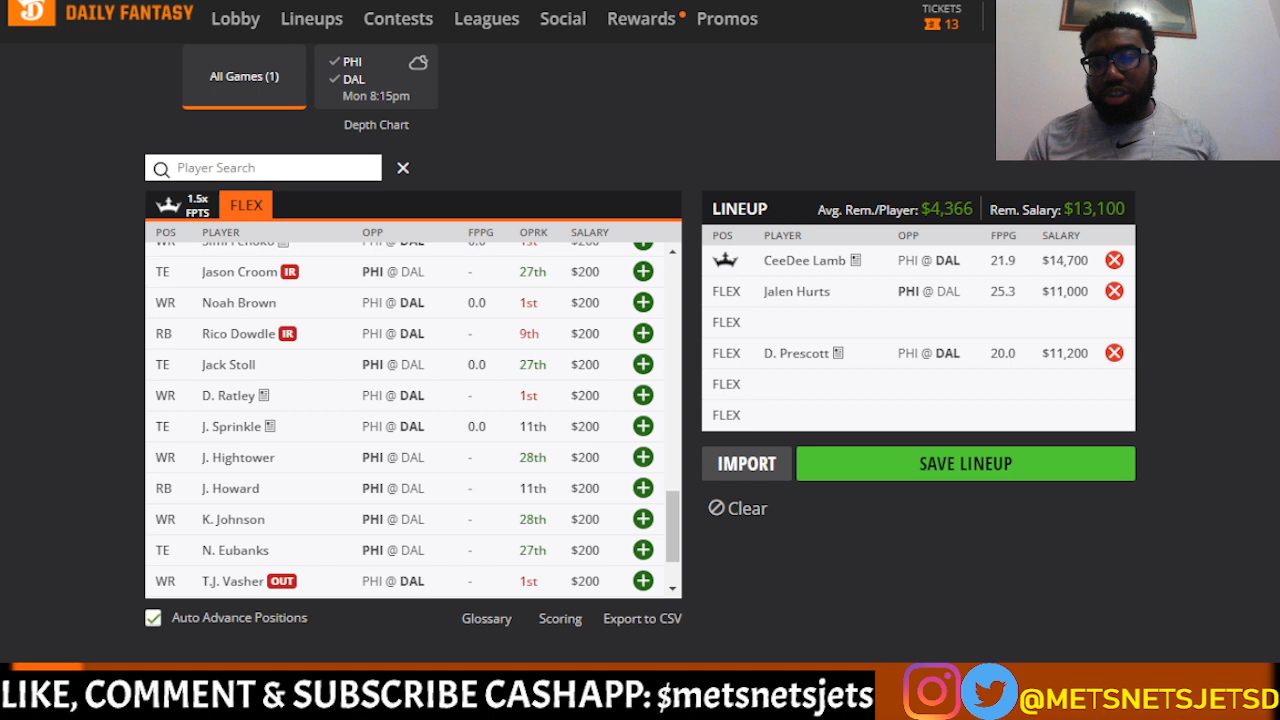 DAILY FANTASY Lobby Lineups Contests Leagues Social Rewards Promos
TICKETS
13
All Games (1)
PHI
DAL
Mon 8:15pm
Depth Chart
Player Search
1.5x
FPTS
FLEX
POS PLAYER OPP FPPG OPRK SALARY
TE Jason Croom IR PHI @ DAL - 27th $200
WR Noah Brown PHI @ DAL 0.0 1st $200
RB Rico Dowdle IR PHI @ DAL - 9th $200
TE Jack Stoll PHI @ DAL 0.0 27th $200
WR D. Ratley PHI @ DAL - 1st $200
TE J. Sprinkle PHI @ DAL 0.0 11th $200
WR J. Hightower PHI @ DAL - 28th $200
RB J. Howard PHI @ DAL - 11th $200
WR K. Johnson PHI @ DAL - 28th $200
TE N. Eubanks PHI @ DAL - 27th $200
WR T.J. Vasher OUT PHI @ DAL - 1st $200
Auto Advance Positions Glossary Scoring Export to CSV
LINEUP Avg. Rem./Player: $4,366 Rem. Salary: $13,100
POS PLAYER OPP FPPG SALARY
CeeDee Lamb PHI @ DAL 21.9 $14,700
FLEX Jalen Hurts PHI @ DAL 25.3 $11,000
FLEX
FLEX D. Prescott PHI @ DAL 20.0 $11,200
FLEX
FLEX
IMPORT SAVE LINEUP
Clear
LIKE, COMMENT & SUBSCRIBE CASHAPP: $metsnetsjets @METSNETSJETSD